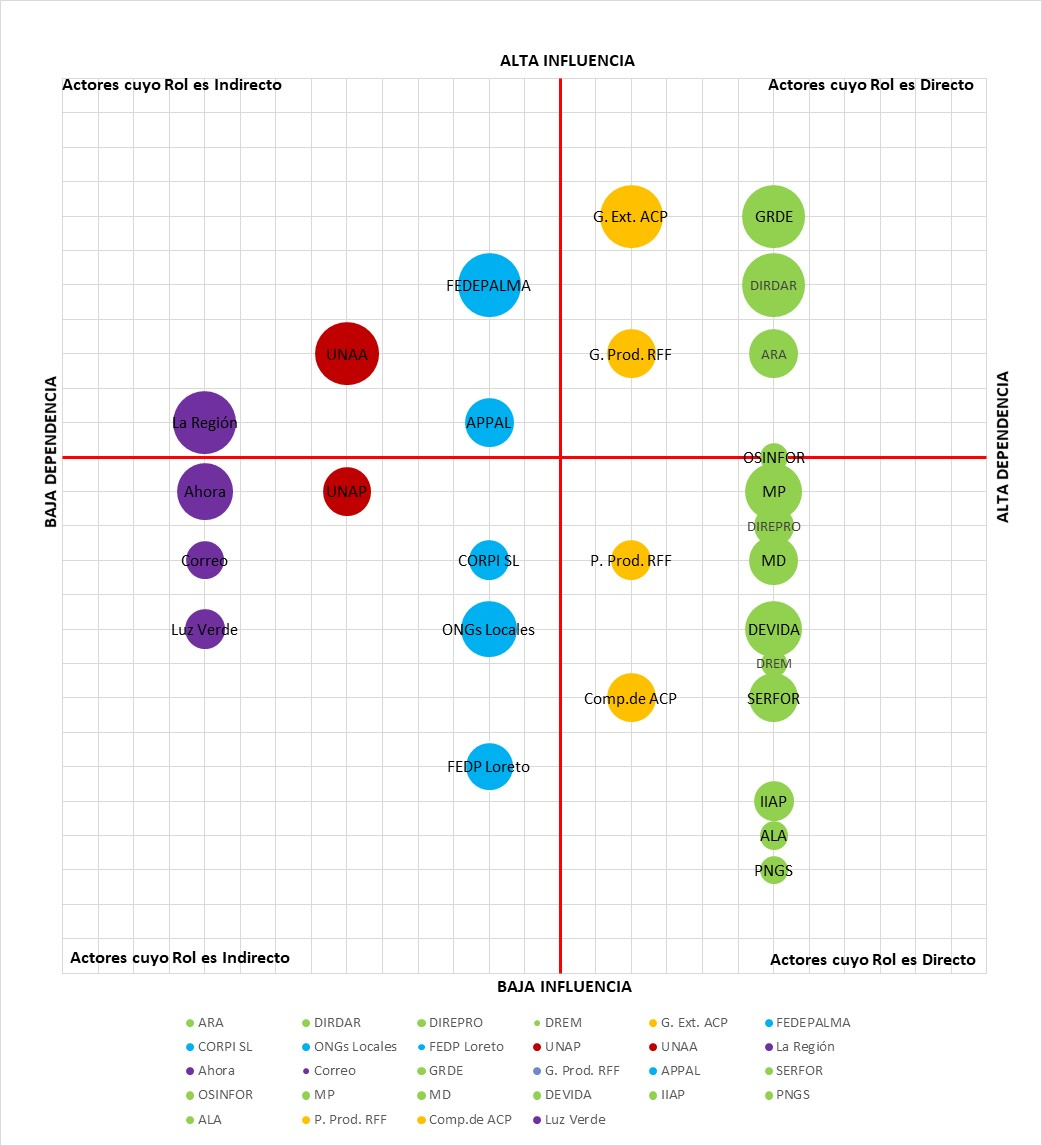 ALTA INFLUENCIA
Actores cuyo Rol es Indirecto
Actores cuyo Rol es Directo
G. Ext. ACP
GRDE
FEDEPALMA
DIRDAR
UNAA
G. Prod. RFF
ARA
La Región
APPAL
BAJA DEPENDENCIA
ALTA DEPENDENCIA
OSINFOR
Ahora
UNAP
MP
DIREPRO
Correo
CORPI SL
P. Prod. RFF
MD
Luz Verde
ONGs Locales
DEVIDA
DREM
Comp.de ACP
SERFOR
FEDP Loreto
IIAP
ALA
PNGS
Actores cuyo Rol es Indirecto
Actores cuyo Rol es Directo
BAJA INFLUENCIA
ARA DIRDAR DIREPRO DREM G. Ext. ACP FEDEPALMA
CORPI SL ONGs Locales FEDP Loreto UNAP UNAA La Región
Ahora Correo GRDE G. Prod. RFF APPAL SERFOR
OSINFOR MP MD DEVIDA IIAP PNGS
ALA P. Prod. RFF Comp.de ACP Luz Verde